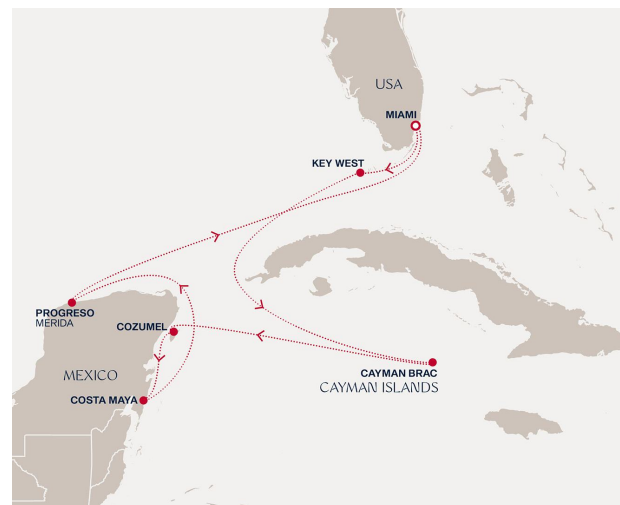 USA
MIAMI
KEY WEST
PROGRESO
MERIDA
COZUMEL
MEXICO
COSTA MAYA
CAYMAN BRAC
CAYMAN ISLANDS